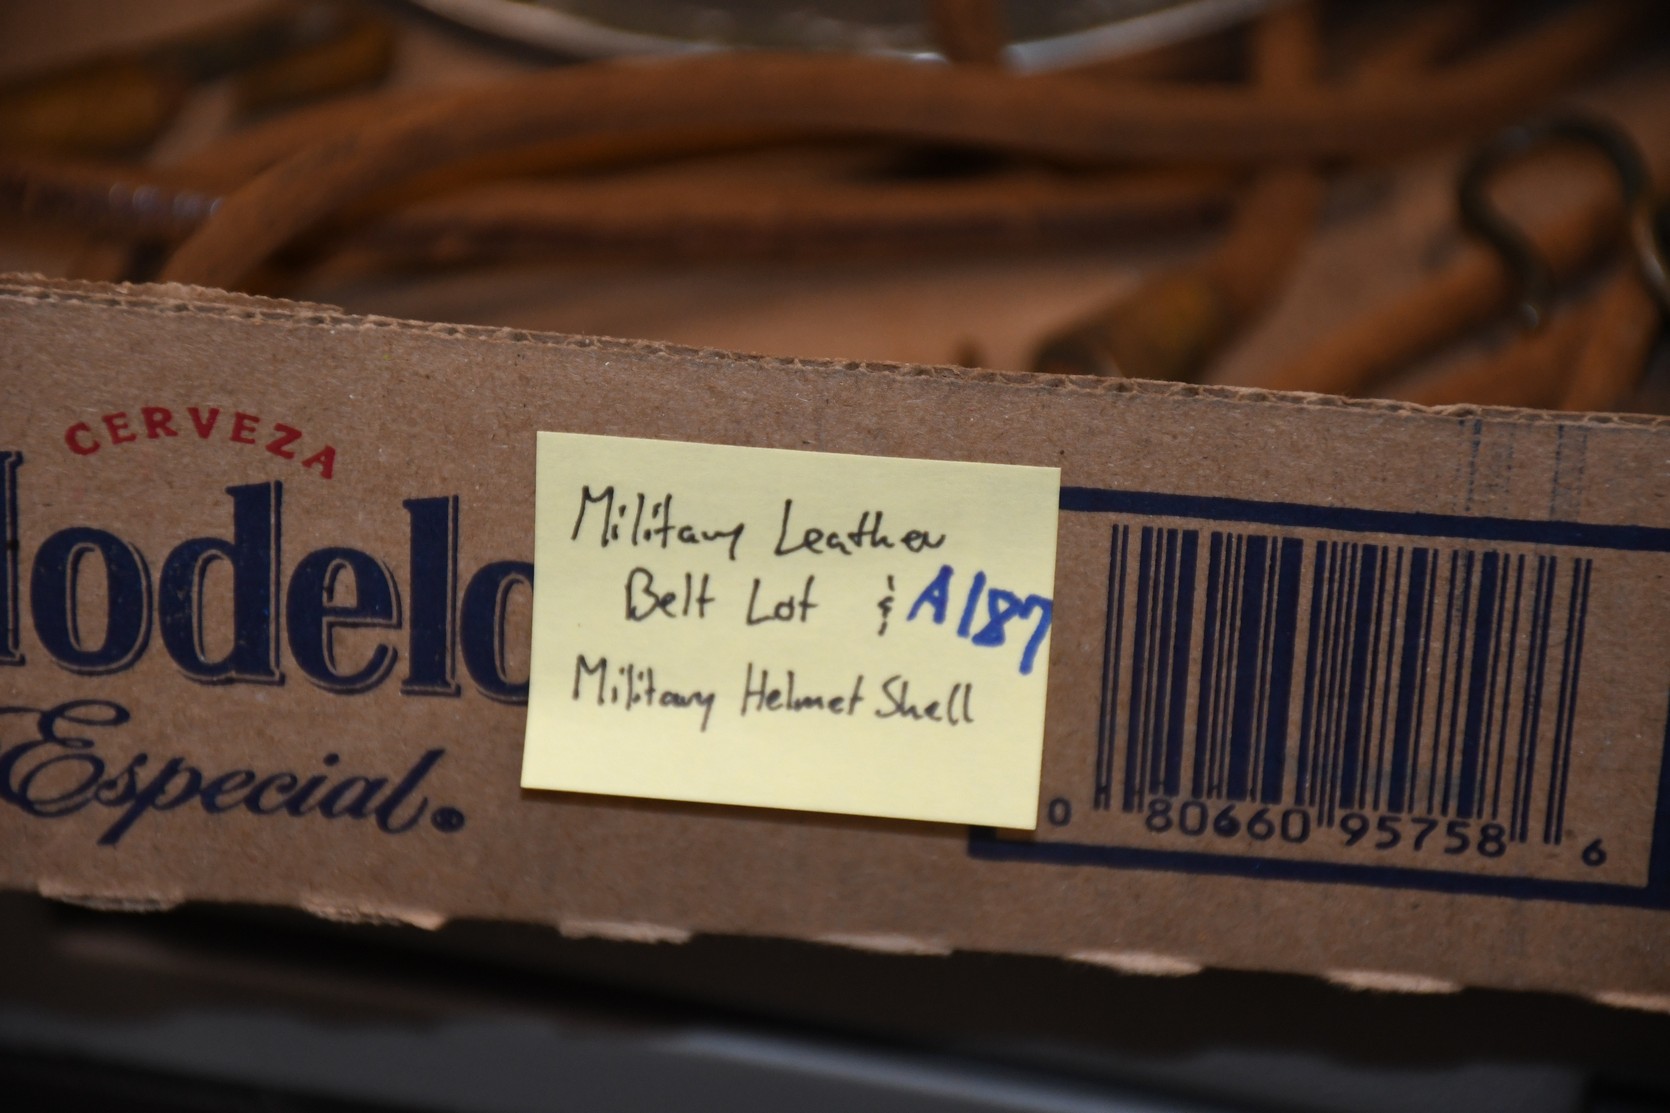 CERVEZA
Modelo
Especial®
Military Leather
Belt Lot & A187
Military Helmet Shell
0 80660 95758 6